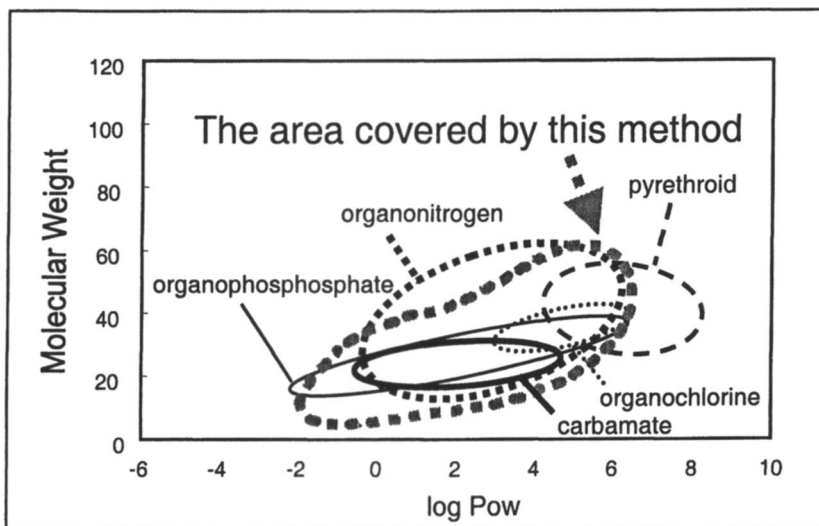 120
100
80
60
40
20
0
Molecular Weight
The area covered by this method
pyrethroid
organonitrogen
organophosphosphate
organochlorine
carbamate
-6 -4 -2 0 2 4 6 8 10
log Pow